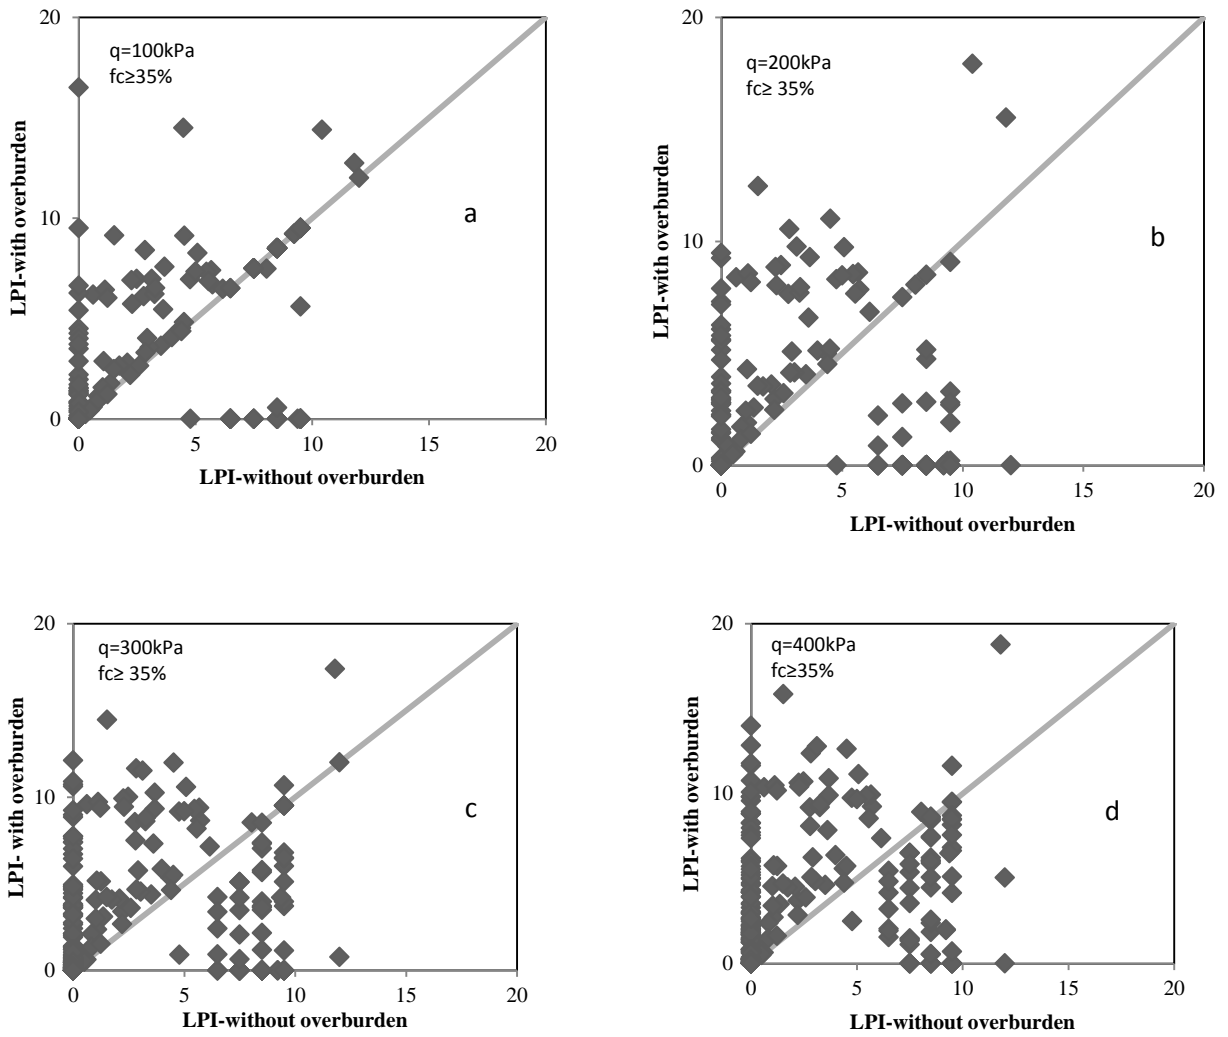 20
q=100kPa
fc≥35%
LPI-with overburden
10
a
0
0 5 10 15 20
LPI-without overburden
20
q=200kPa
fc≥ 35%
LPI-with overburden
10
b
0
0 5 10 15 20
LPI-without overburden
20
q=300kPa
fc≥ 35%
LPI- with overburden
10
c
0
0 5 10 15 20
LPI-without overburden
20
q=400kPa
fc≥35%
LPI-with overburden
10
d
0
0 5 10 15 20
LPI-without overburden